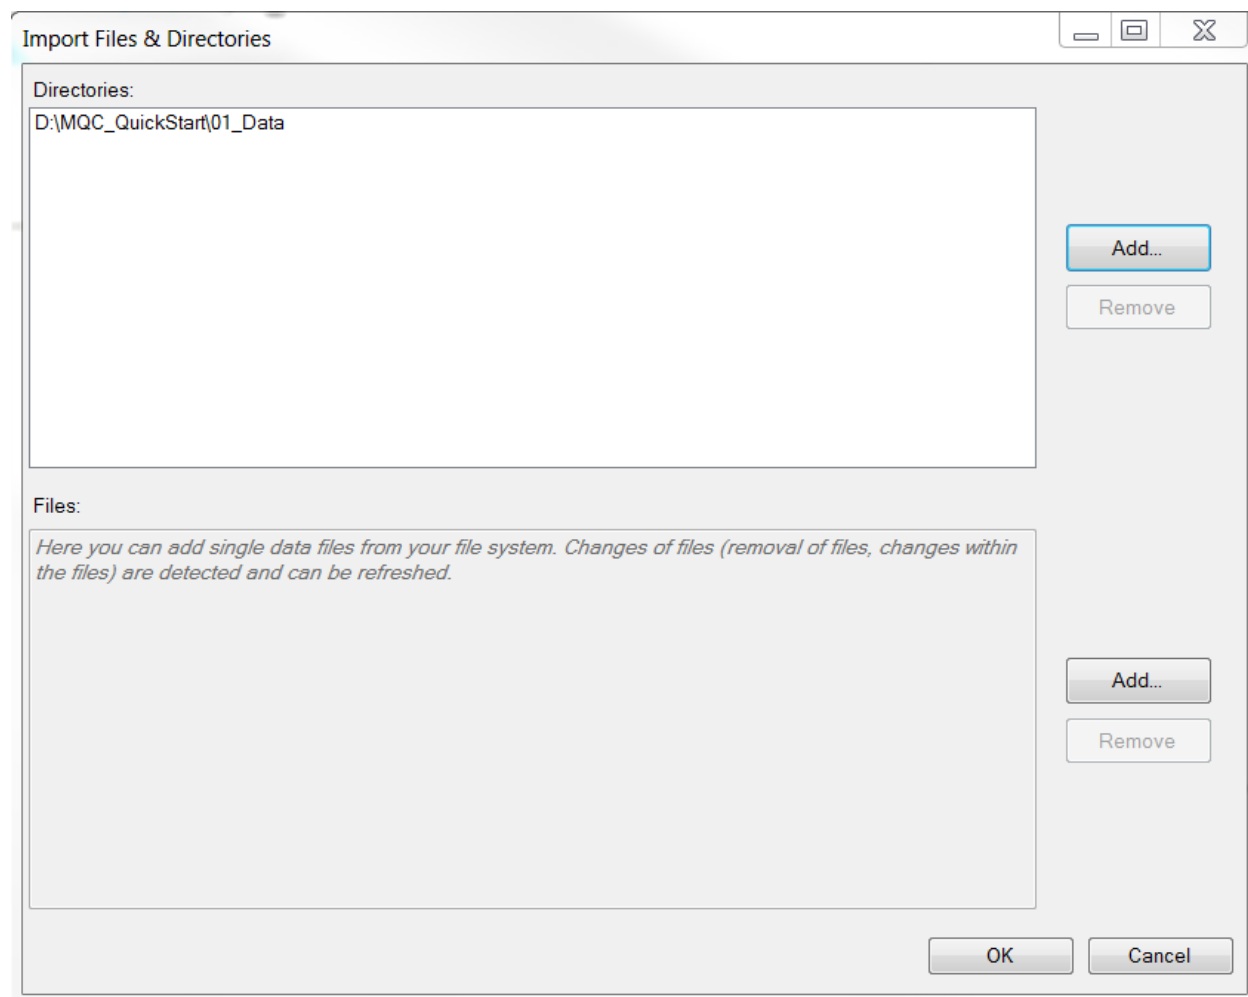 Import Files & Directories
Directories:
D:\MQC_QuickStart\01_Data
Add...
Remove
Files:
Here you can add single data files from your file system. Changes of files (removal of files, changes within
the files) are detected and can be refreshed.
Add...
Remove
OK
Cancel